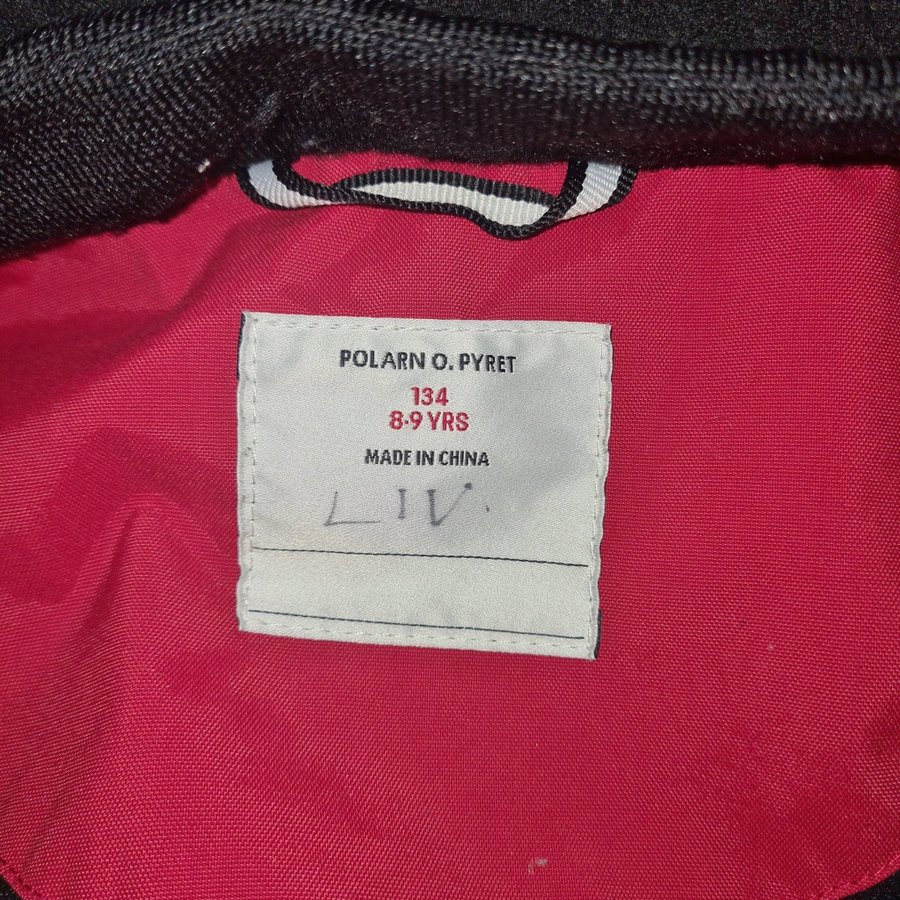 POLARN O. PYRET
134
8-9 YRS
MADE IN CHINA
LIV.